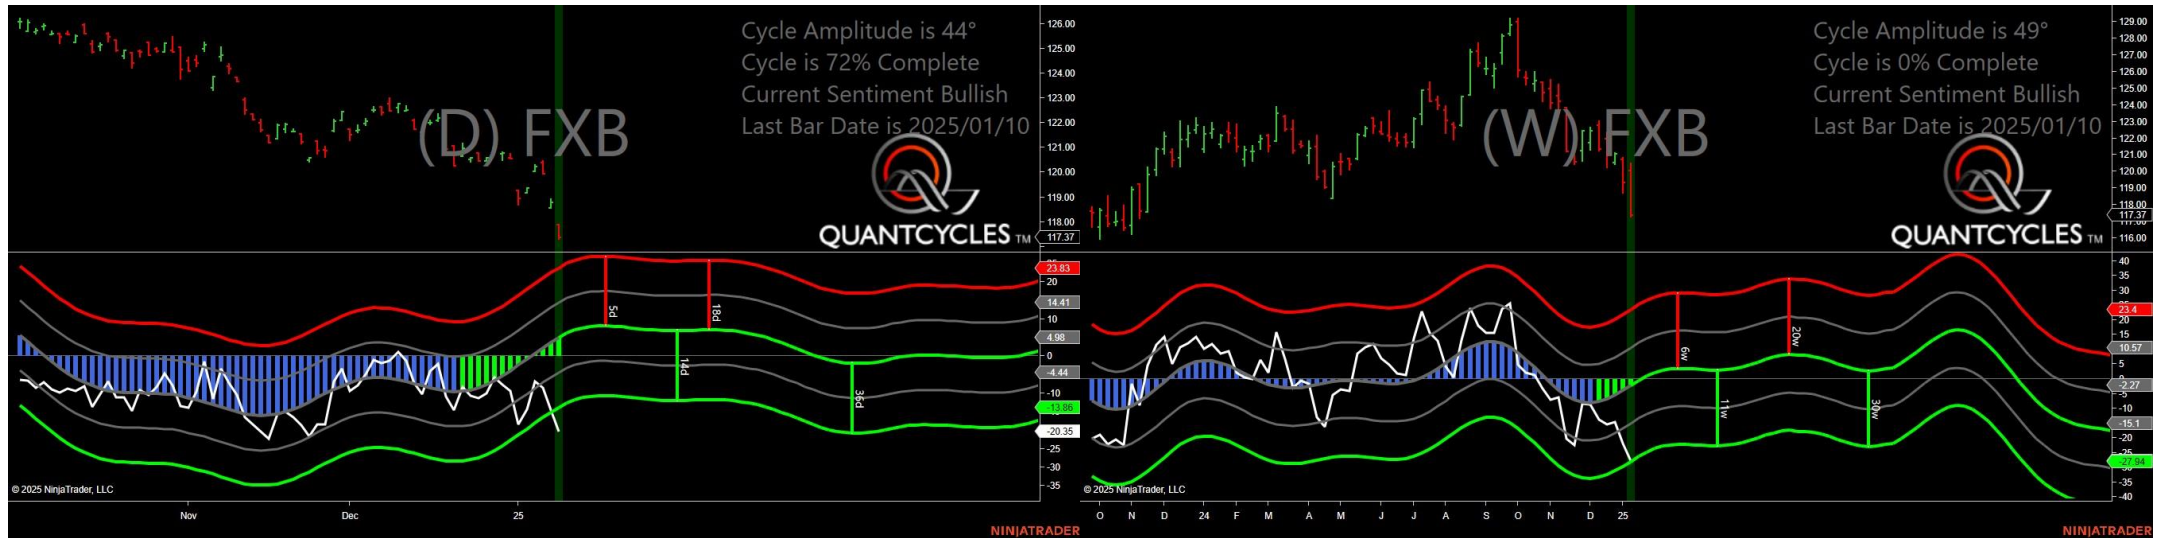 Cycle Amplitude is 44°
Cycle is 72% Complete
Current Sentiment Bullish
Last Bar Date is 2025/01/10
(D) FXB
QUANTCYCLES TM
126.00
125.00
124.00
123.00
122.00
121.00
120.00
119.00
118.00
117.37
23.83
20
14.41
10
4.98
0
-4.44
-10
-13.86
-20.35
-25
-30
-35
5d
18d
14d
36d
© 2025 NinjaTrader, LLC
Nov
Dec
25
NINJATRADER
Cycle Amplitude is 49°
Cycle is 0% Complete
Current Sentiment Bullish
Last Bar Date is 2025/01/10
(W) FXB
QUANTCYCLES TM
129.00
128.00
127.00
126.00
125.00
124.00
123.00
122.00
121.00
120.00
119.00
118.00
117.37
116.00
40
35
30
23.4
20
15
10.57
5
-2.27
-5
-10
-15.1
-20
-27.94
-35
-40
6w
20w
11w
30w
© 2025 NinjaTrader, LLC
O N D 24 F M A M J J A S O N D 25
NINJATRADER